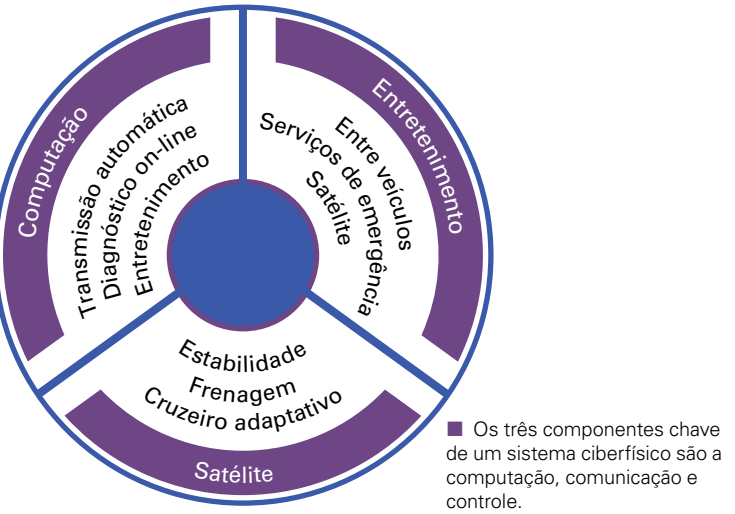 Computação
Transmissão automática
Diagnóstico on-line
Entretenimento
Entretenimento
Entre veículos
Serviços de emergência
Satélite
Estabilidade
Frenagem
Cruzeiro adaptativo
Satélite
■ Os três componentes chave
de um sistema ciberfísico são a
computação, comunicação e
controle.